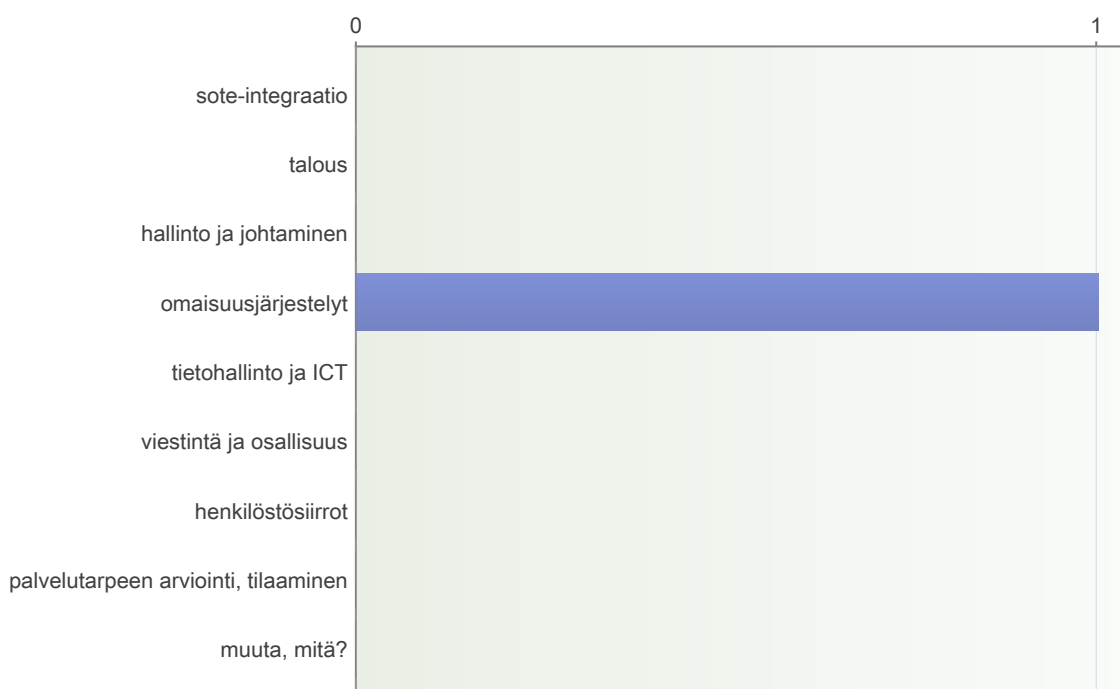 0 1
sote-integraatio
talous
hallinto ja johtaminen
omaisuusjärjestelyt
tietohallinto ja ICT
viestintä ja osallisuus
henkilöstösiirrot
palvelutarpeen arviointi, tilaaminen
muuta, mitä?